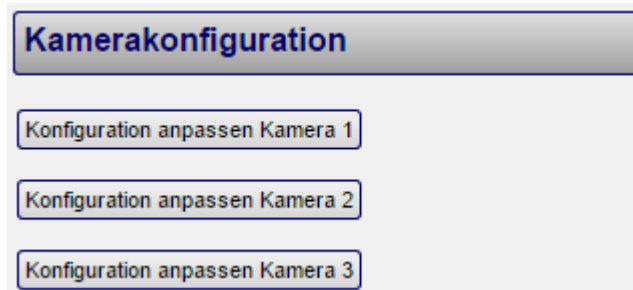 Kamerakonfiguration
Konfiguration anpassen Kamera 1
Konfiguration anpassen Kamera 2
Konfiguration anpassen Kamera 3